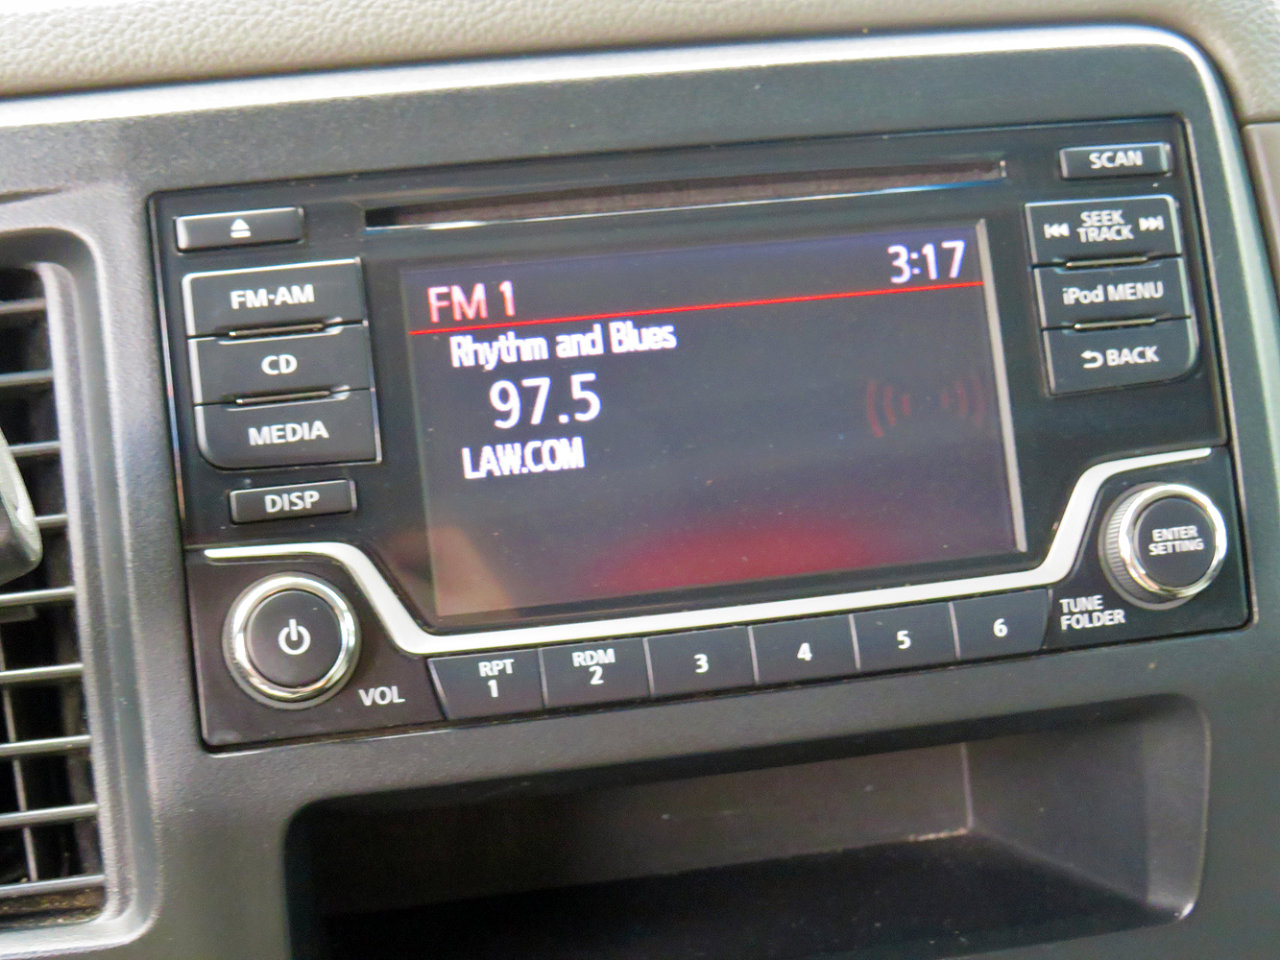 SCAN
SEEK
TRACK
FM·AM
CD
MEDIA
DISP
FM 1
3:17
Rhythm and Blues
97.5
LAW.COM
iPod MENU
BACK
ENTER
SETTING
TUNE
FOLDER
VOL
RPT
1
RDM
2
3
4
5
6